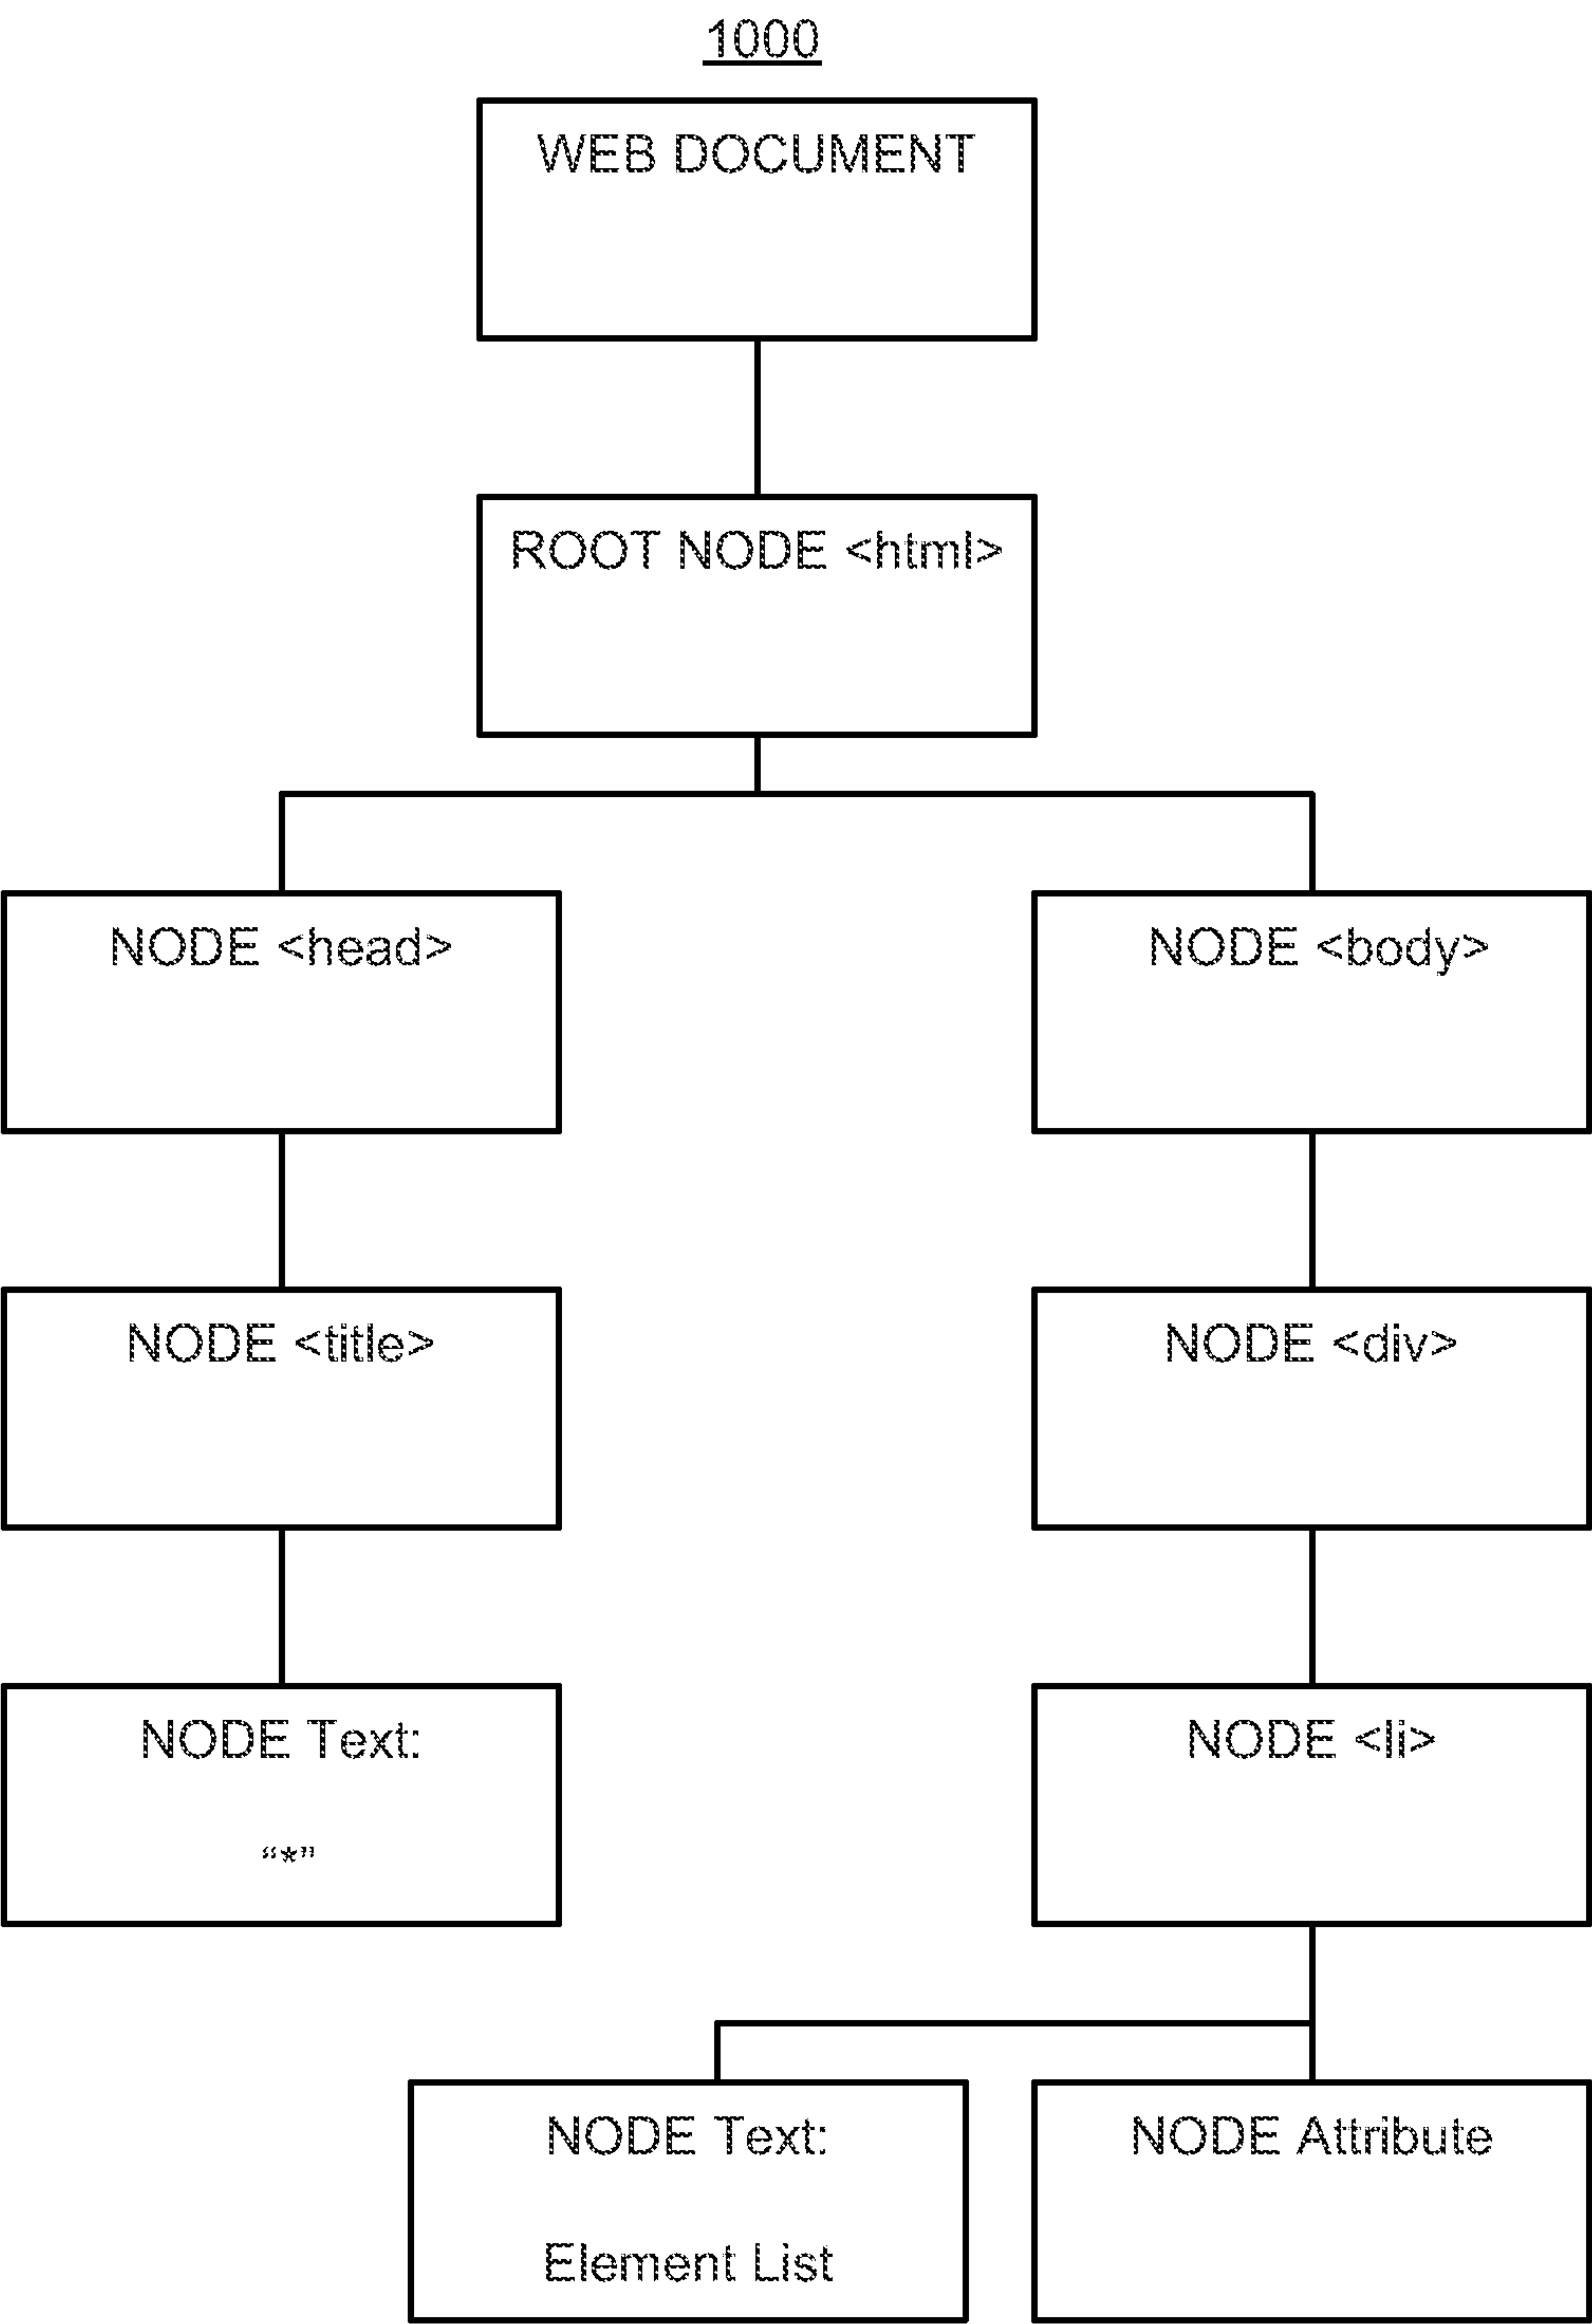 1000
WEB DOCUMENT
ROOT NODE <html>
NODE <head>
NODE <body>
NODE <title>
NODE <div>
NODE Text:
“*”
NODE <li>
NODE Text:
Element List
NODE Attribute